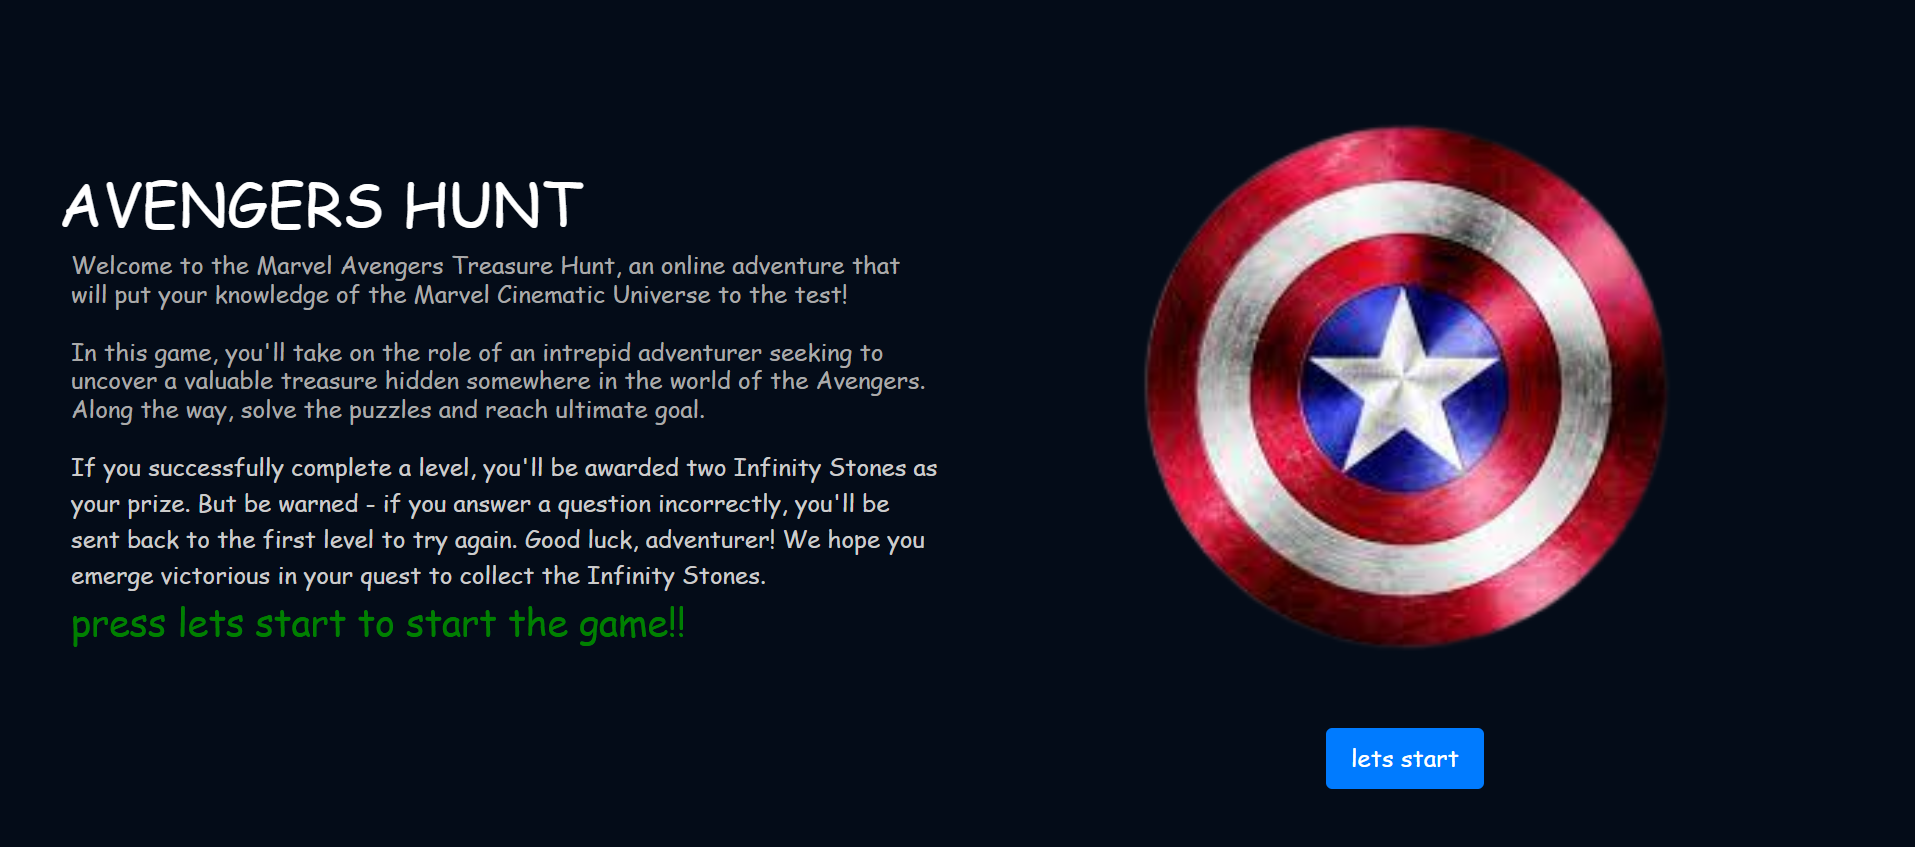 AVENGERS HUNT
Welcome to the Marvel Avengers Treasure Hunt, an online adventure that
will put your knowledge of the Marvel Cinematic Universe to the test!
In this game, you'll take on the role of an intrepid adventurer seeking to
uncover a valuable treasure hidden somewhere in the world of the Avengers.
Along the way, solve the puzzles and reach ultimate goal.
If you successfully complete a level, you'll be awarded two Infinity Stones as
your prize. But be warned - if you answer a question incorrectly, you'll be
sent back to the first level to try again. Good luck, adventurer! We hope you
emerge victorious in your quest to collect the Infinity Stones.
press lets start to start the game!!
lets start